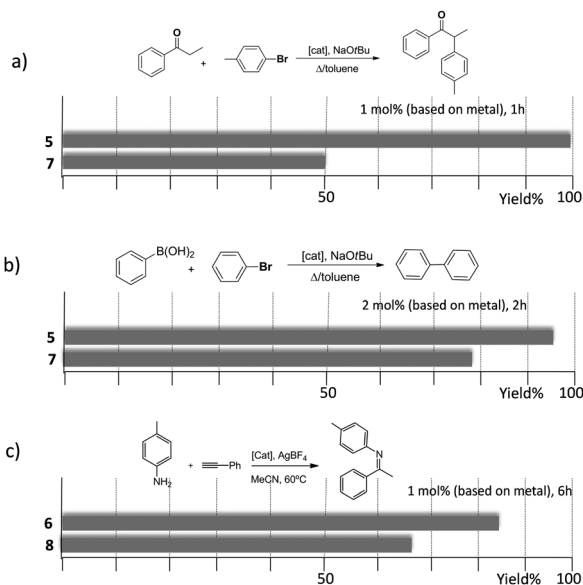 a)
O
+
Br
[cat], NaOtBu
Δ/toluene
O
1 mol% (based on metal), 1h
5
7
50
Yield%
100
b)
B(OH)2
+
Br
[cat], NaOtBu
Δ/toluene
2 mol% (based on metal), 2h
5
7
50
Yield%
100
c)
NH2
+
Ph
[Cat], AgBF4
MeCN, 60ºC
N
1 mol% (based on metal), 6h
6
8
50
Yield%
100